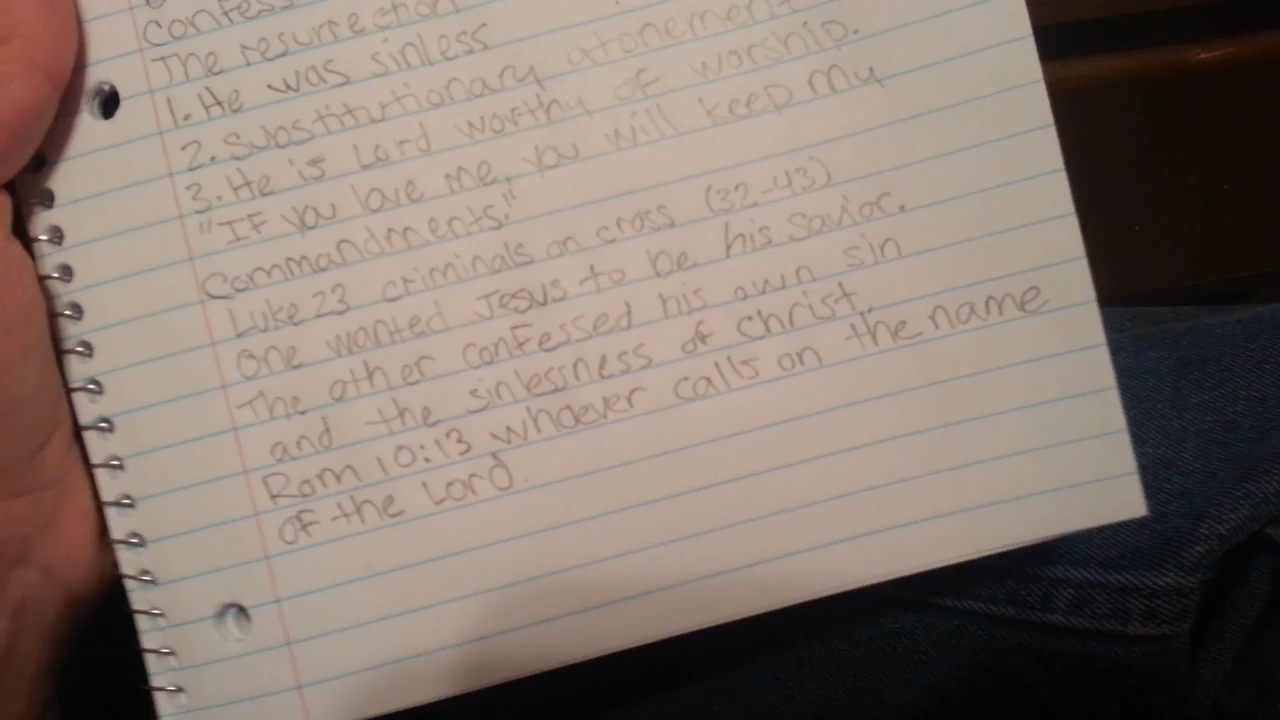 confess
The resurrection
1. He was sinless
2. Substitutionary atonement
3. He is Lord worthy of worship.
"If you love me, you will keep my
commandments."
Luke 23 criminals on cross (32-43)
One wanted Jesus to be his savior.
The other confessed his own sin
and the sinlessness of christ.
Rom 10:13 whoever calls on the name
of the Lord.